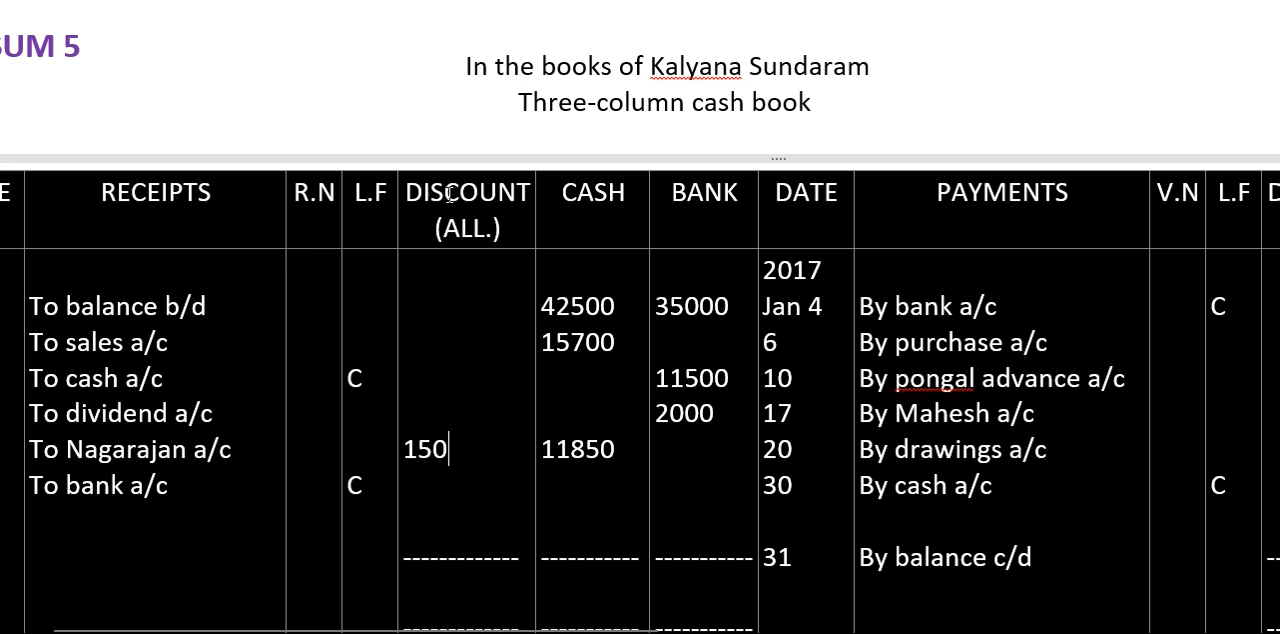 SUM 5
In the books of Kalyana Sundaram
Three-column cash book
E RECEIPTS R.N L.F DISCOUNT (ALL.) CASH BANK DATE PAYMENTS V.N L.F D
2017
To balance b/d 42500 35000 Jan 4 By bank a/c C
To sales a/c 15700 6 By purchase a/c
To cash a/c C 11500 10 By pongal advance a/c
To dividend a/c 2000 17 By Mahesh a/c
To Nagarajan a/c 150 11850 20 By drawings a/c
To bank a/c C 30 By cash a/c C
31 By balance c/d